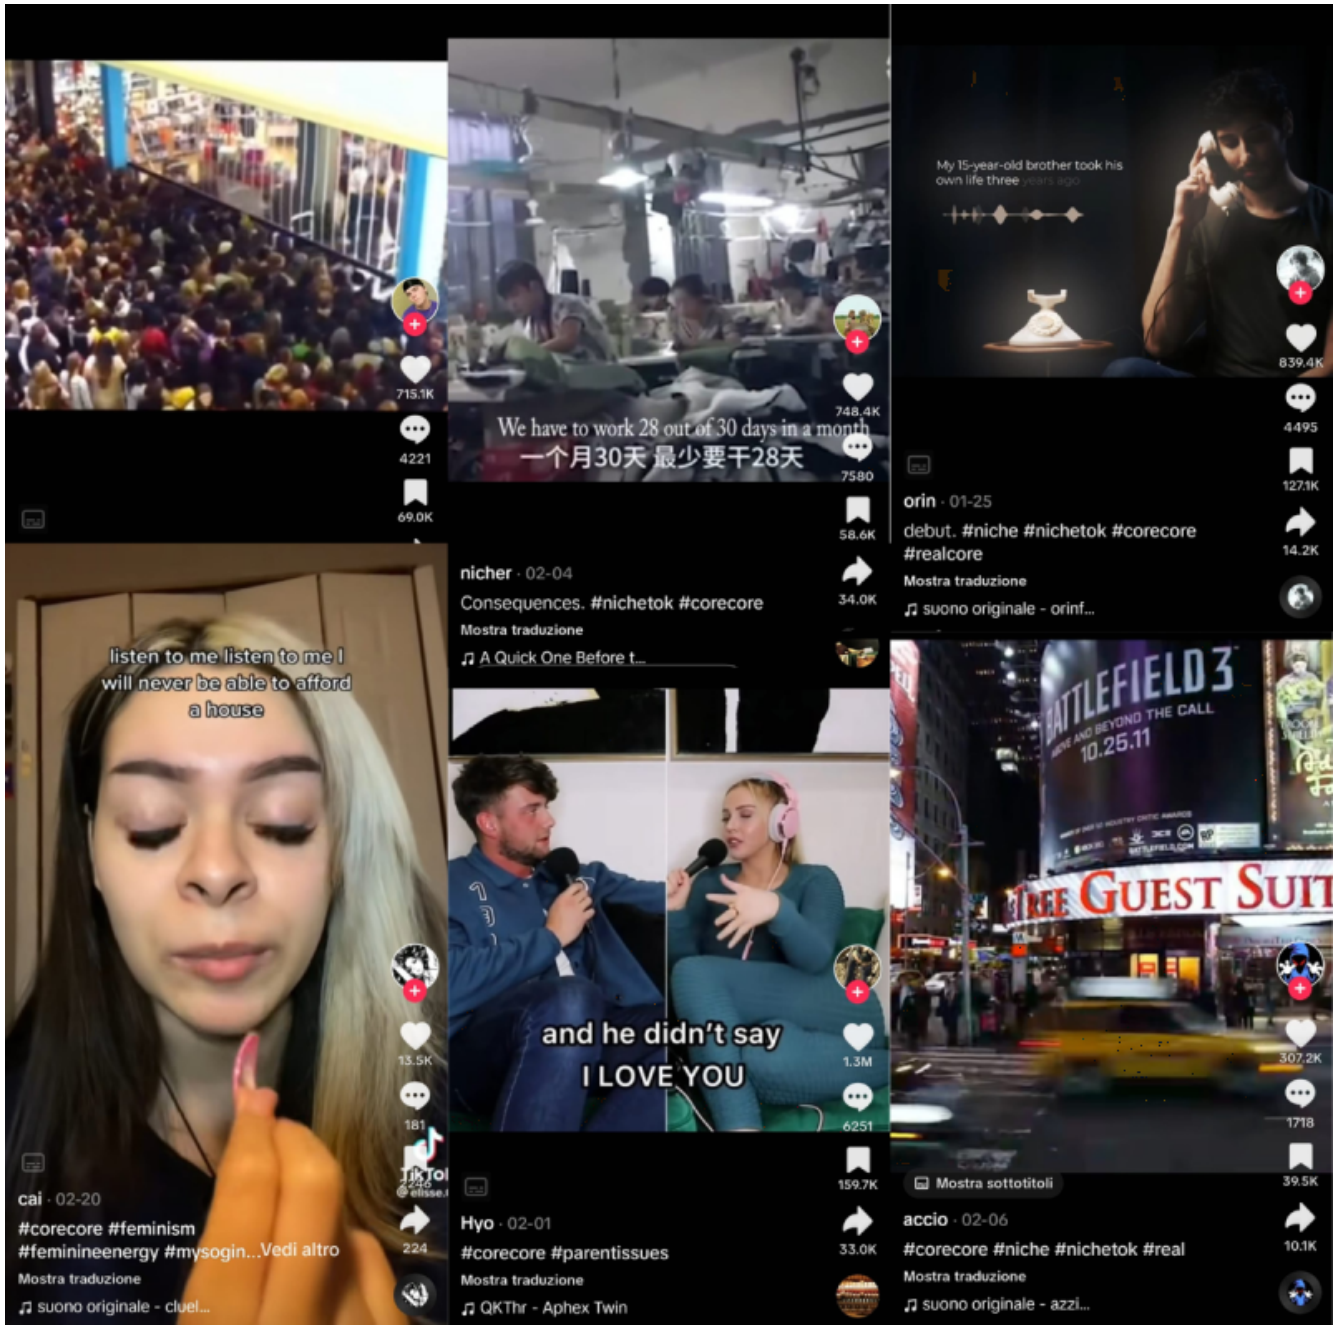 715.1K
4221
69.0K
We have to work 28 out of 30 days in a month
一个月30天 最少要干28天
748.4K
7580
58.6K
34.0K
nicher · 02-04
Consequences. #nichetok #corecore
Mostra traduzione
A Quick One Before t...
My 15-year-old brother took his
own life three years ago
839.4K
4495
127.1K
14.2K
orin · 01-25
debut. #niche #nichetok #corecore
#realcore
Mostra traduzione
suono originale - orinf...
listen to me listen to me I
will never be able to afford
a house
13.5K
181
TikTok
2246
@elisse.
224
cai · 02-20
#corecore #feminism
#feminineenergy #mysogin...Vedi altro
Mostra traduzione
suono originale - cluel...
and he didn't say
I LOVE YOU
1.3M
6251
159.7K
33.0K
Hyo · 02-01
#corecore #parentissues
Mostra traduzione
QKThr - Aphex Twin
BATTLEFIELD 3
ABOVE AND BEYOND THE CALL
10.25.11
BATTLEFIELD.COM
FREE GUEST SUIT
307.2K
1718
39.5K
10.1K
Mostra sottotitoli
accio · 02-06
#corecore #niche #nichetok #real
Mostra traduzione
suono originale - azzi...